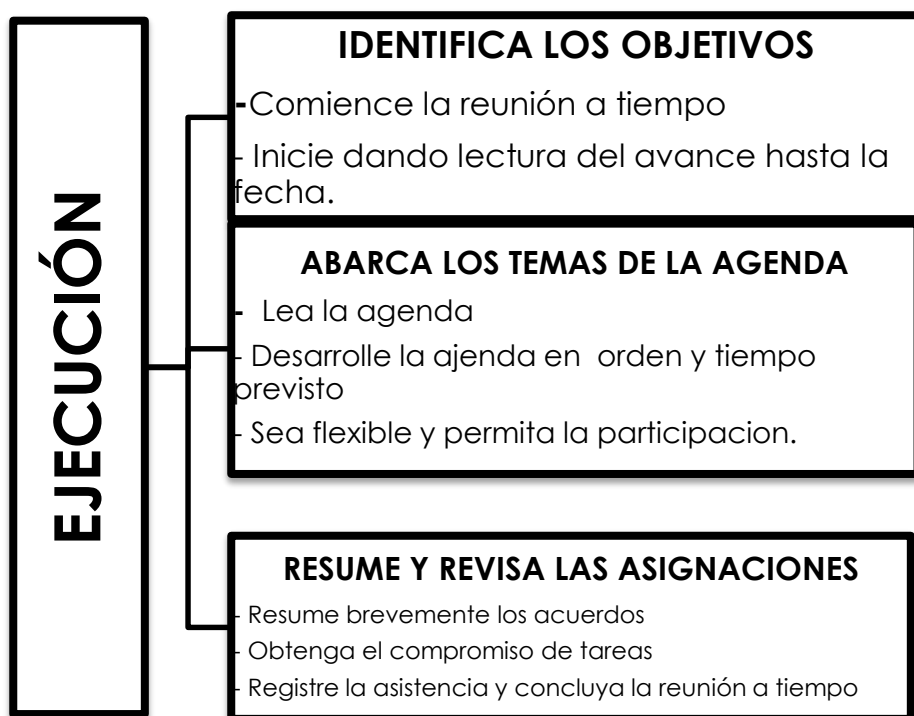 EJECUCIÓN
IDENTIFICA LOS OBJETIVOS
-Comience la reunión a tiempo
- Inicie dando lectura del avance hasta la
fecha.
ABARCA LOS TEMAS DE LA AGENDA
- Lea la agenda
- Desarrolle la ajenda en orden y tiempo
previsto
- Sea flexible y permita la participacion.
RESUME Y REVISA LAS ASIGNACIONES
- Resume brevemente los acuerdos
- Obtenga el compromiso de tareas
- Registre la asistencia y concluya la reunión a tiempo